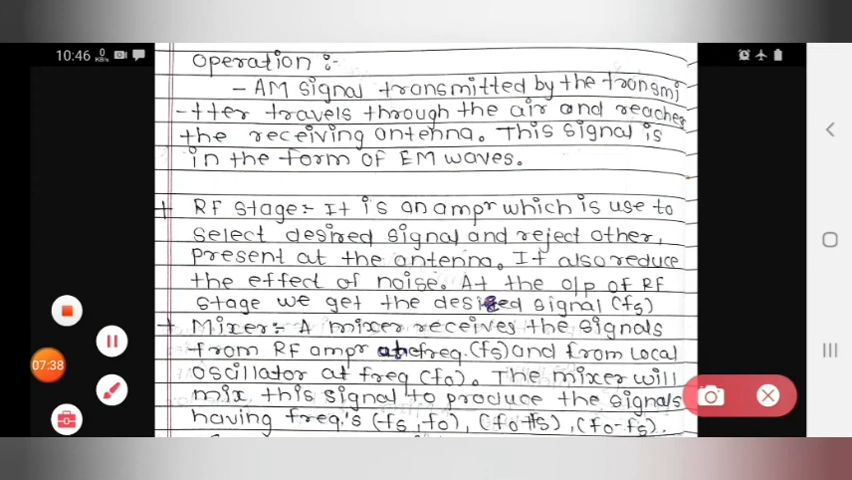 10:46 0 KB/s
operation :-
- AM signal transmitted by the transmi
-tter travels through the air and reaches
the receiving antenna. This signal is
in the form of EM waves.
+ RF Stage:- It is an ampr which is use to
select desired signal and reject other,
present at the antenna. It also reduce
the effect of noise. At the o/p of RF
stage we get the desired signal (fs)
+ Mixer:- A mixer receives the signals
from RF ampr at freq. (fs) and from local
oscillator at freq (fo). The mixer will
mix this signal to produce the signals
having freq.'s (fs, fo), (fo+fs), (fo-fs).
07:38